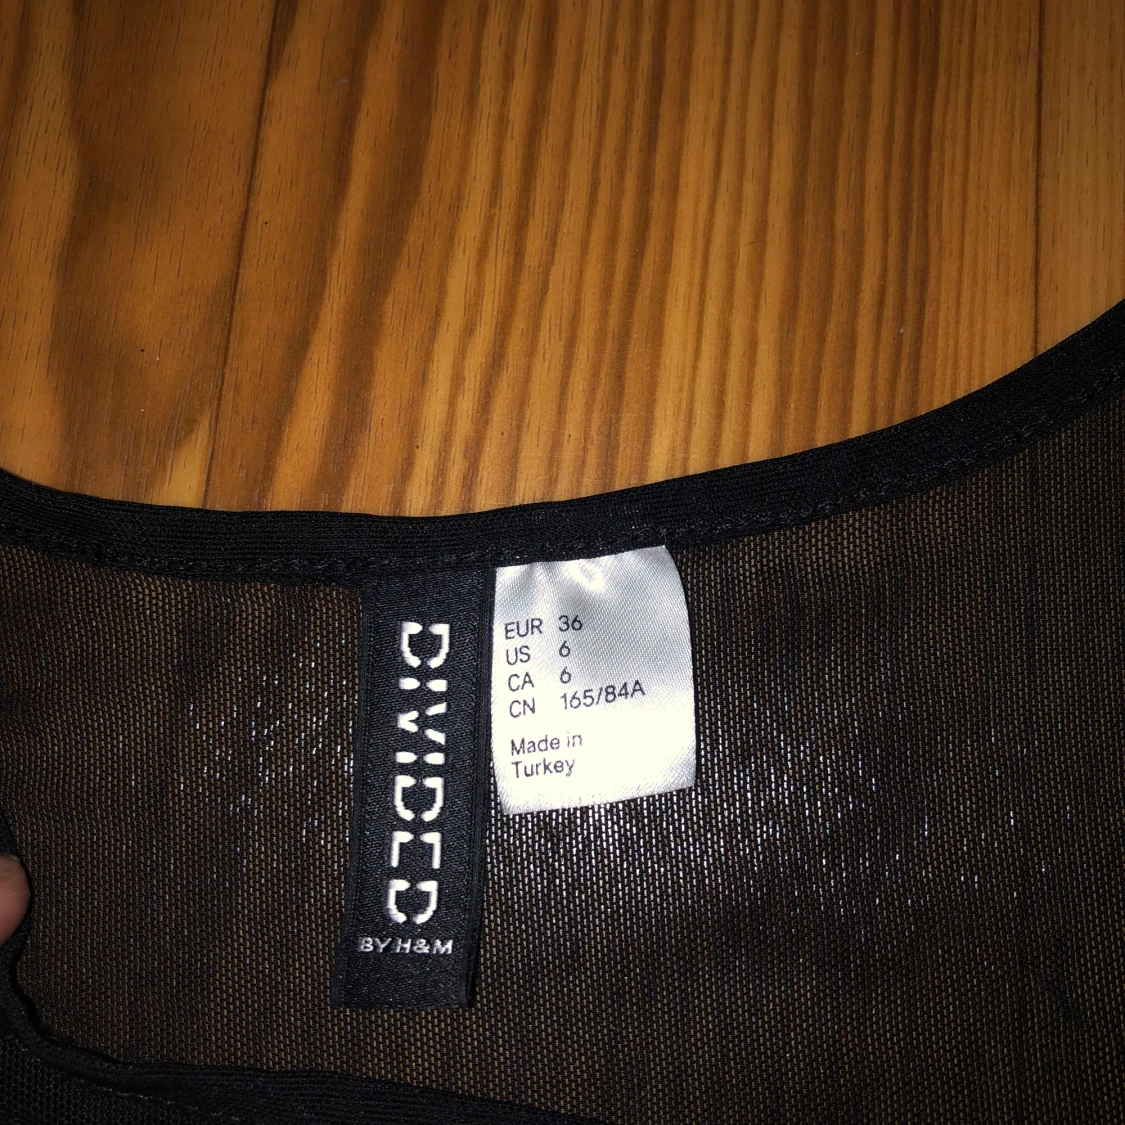 DIVIDED
BY H&M
EUR 36
US 6
CA 6
CN 165/84A
Made in
Turkey